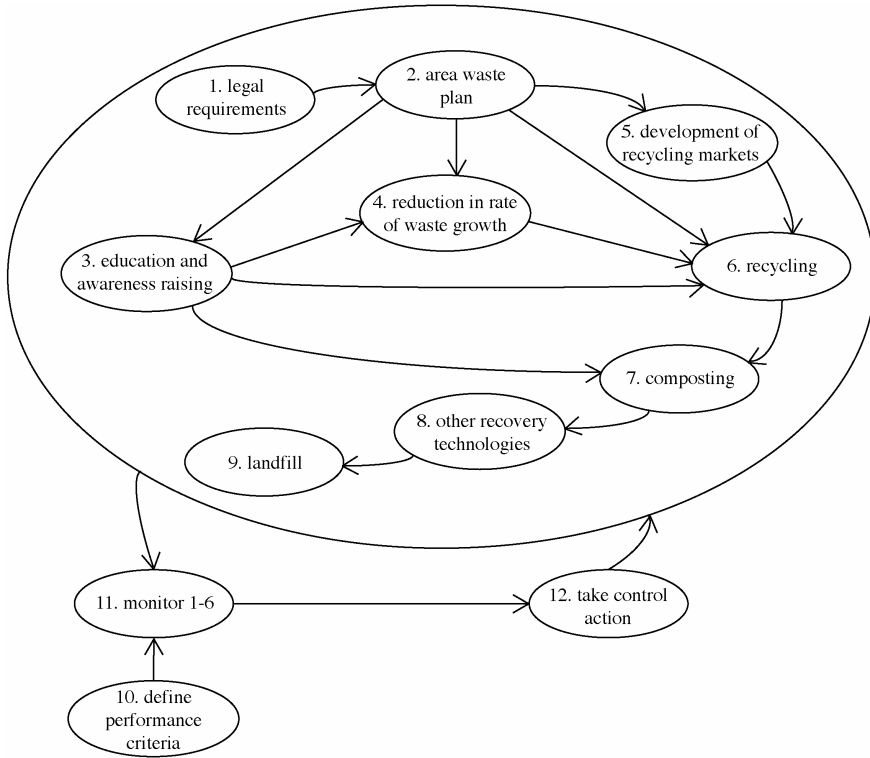 1. legal
requirements
2. area waste
plan
5. development of
recycling markets
4. reduction in rate
of waste growth
3. education and
awareness raising
6. recycling
7. composting
8. other recovery
technologies
9. landfill
11. monitor 1-6
12. take control
action
10. define
performance
criteria